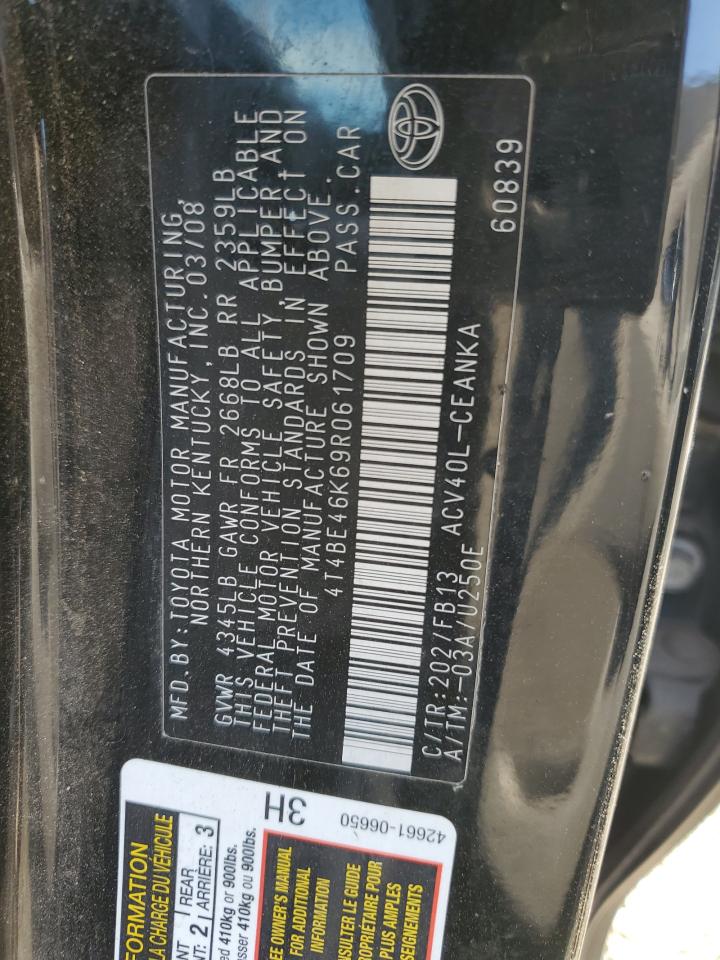 MFD. BY: TOYOTA MOTOR MANUFACTURING,
NORTHERN KENTUCKY, INC. 03/08
GVWR 4345LB GAWR FR 2668LB RR 2359LB
THIS VEHICLE CONFORMS TO ALL APPLICABLE
FEDERAL MOTOR VEHICLE SAFETY, BUMPER AND
THEFT PREVENTION STANDARDS IN EFFECT ON
THE DATE OF MANUFACTURE SHOWN ABOVE.
4T4BE46K69R061709 PASS. CAR
C/TR:202/FB13 ACV40L-CEANKA 60839
A/TM:-03A/U250E
3H
42661-06650
LA CHARGE DU VÉHICULE
2 REAR
ARRIÈRE: 3
410kg or 900lbs.
410kg ou 900lbs.
OWNER'S MANUAL
FOR ADDITIONAL
INFORMATION
LE GUIDE
PROPRIÉTAIRE POUR
PLUS AMPLES